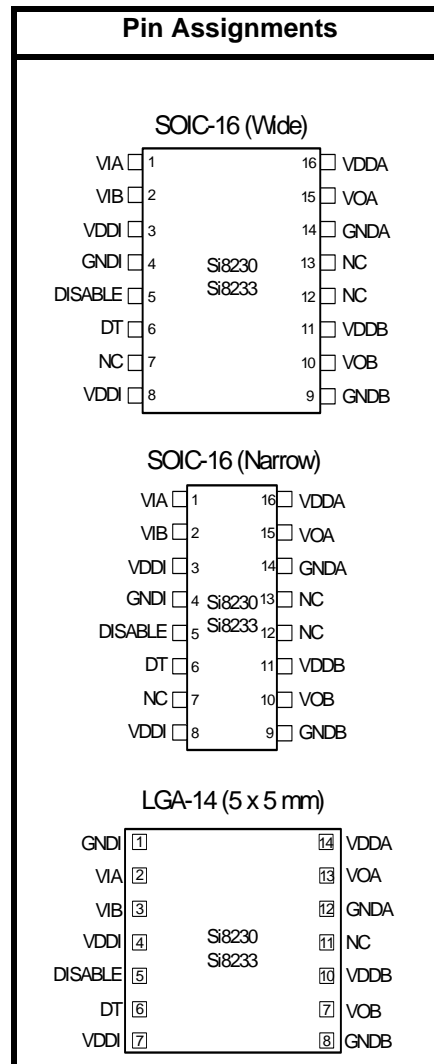 Pin Assignments
SOIC-16 (Wide)
VIA 1 16 VDDA
VIB 2 15 VOA
VDDI 3 14 GNDA
GNDI 4 Si8230 13 NC
DISABLE 5 Si8233 12 NC
DT 6 11 VDDB
NC 7 10 VOB
VDDI 8 9 GNDB
SOIC-16 (Narrow)
VIA 1 16 VDDA
VIB 2 15 VOA
VDDI 3 14 GNDA
GNDI 4 Si8230 13 NC
DISABLE 5 Si8233 12 NC
DT 6 11 VDDB
NC 7 10 VOB
VDDI 8 9 GNDB
LGA-14 (5 x 5 mm)
GNDI 1 14 VDDA
VIA 2 13 VOA
VIB 3 12 GNDA
VDDI 4 Si8230 11 NC
DISABLE 5 Si8233 10 VDDB
DT 6 7 VOB
VDDI 7 8 GNDB